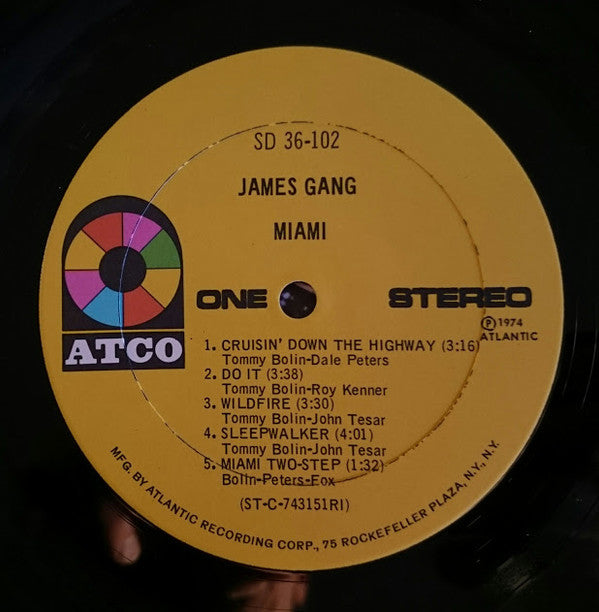 SD 36-102
JAMES GANG
MIAMI
ONE STEREO
ATCO
℗ 1974
ATLANTIC
1. CRUISIN' DOWN THE HIGHWAY (3:16)
Tommy Bolin-Dale Peters
2. DO IT (3:38)
Tommy Bolin-Roy Kenner
3. WILDFIRE (3:30)
Tommy Bolin-John Tesar
4. SLEEPWALKER (4:01)
Tommy Bolin-John Tesar
5. MIAMI TWO-STEP (1:32)
Bolin-Peters-Fox
(ST-C-743151RI)
MFG. BY ATLANTIC RECORDING CORP., 75 ROCKEFELLER PLAZA, N.Y., N.Y.